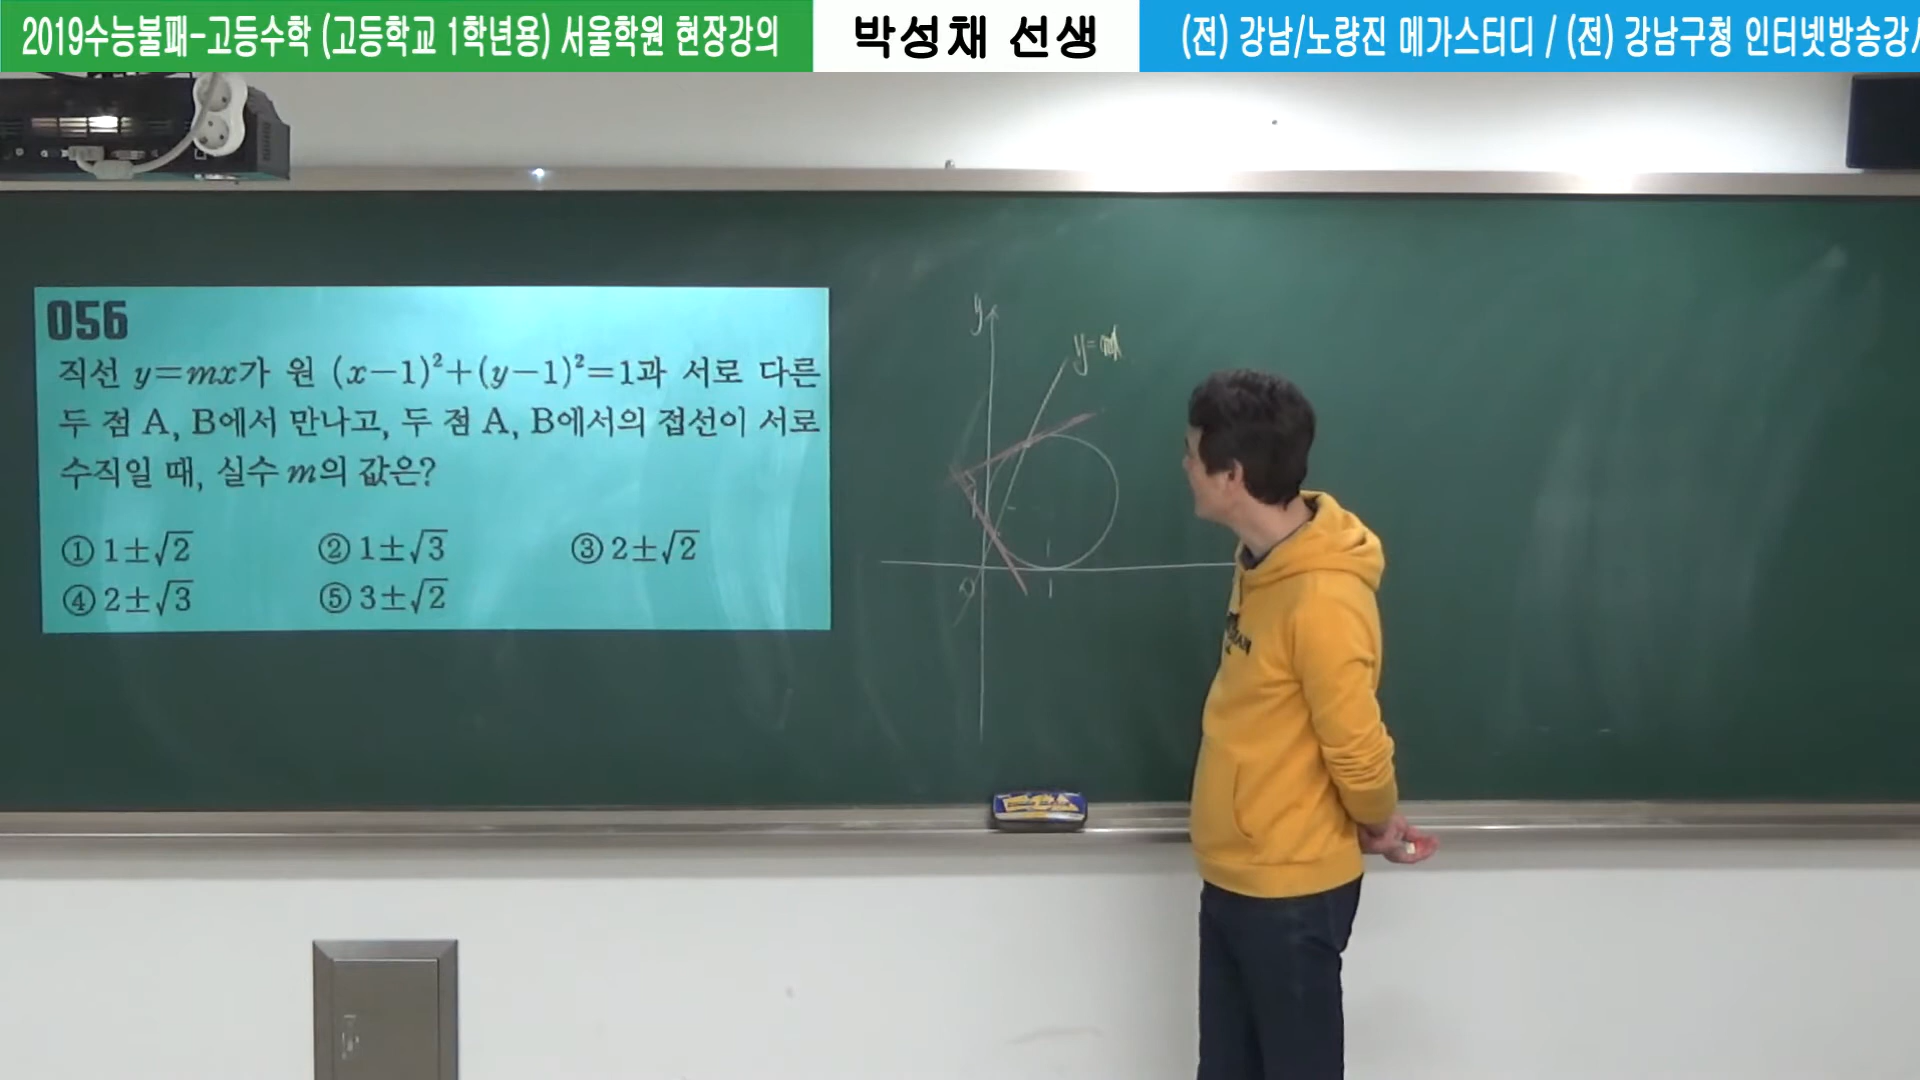 2019수능불패-고등수학 (고등학교 1학년용) 서울학원 현장강의
박성채 선생
(전) 강남/노량진 메가스터디 / (전) 강남구청 인터넷방송강사
056
직선 y=mx가 원 (x-1)²+(y-1)²=1과 서로 다른
두 점 A, B에서 만나고, 두 점 A, B에서의 접선이 서로
수직일 때, 실수 m의 값은?
① 1±√2 ② 1±√3 ③ 2±√2
④ 2±√3 ⑤ 3±√2
y
y=mx
1
O
1